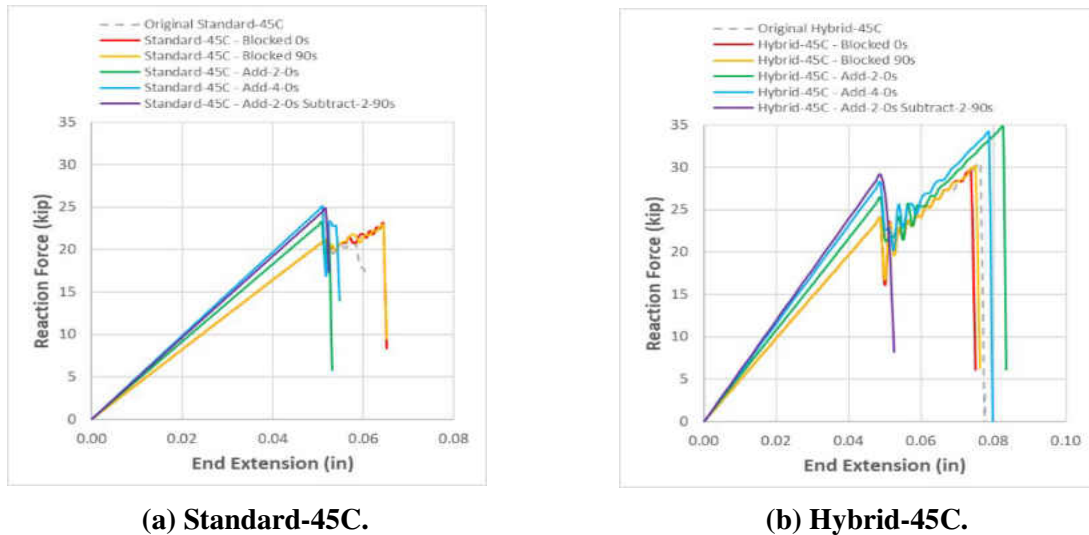 Original Standard-45C
Standard-45C - Blocked 0s
Standard-45C - Blocked 90s
Standard-45C - Add-2-0s
Standard-45C - Add-4-0s
Standard-45C - Add-2-0s Subtract-2-90s
35
30
25
20
15
10
5
0
Reaction Force (kip)
0.00 0.02 0.04 0.06 0.08
End Extension (in)
(a) Standard-45C.
Original Hybrid-45C
Hybrid-45C - Blocked 0s
Hybrid-45C - Blocked 90s
Hybrid-45C - Add-2-0s
Hybrid-45C - Add-4-0s
Hybrid-45C - Add-2-0s Subtract-2-90s
35
30
25
20
15
10
5
0
Reaction Force (kip)
0.00 0.02 0.04 0.06 0.08 0.10
End Extension (in)
(b) Hybrid-45C.